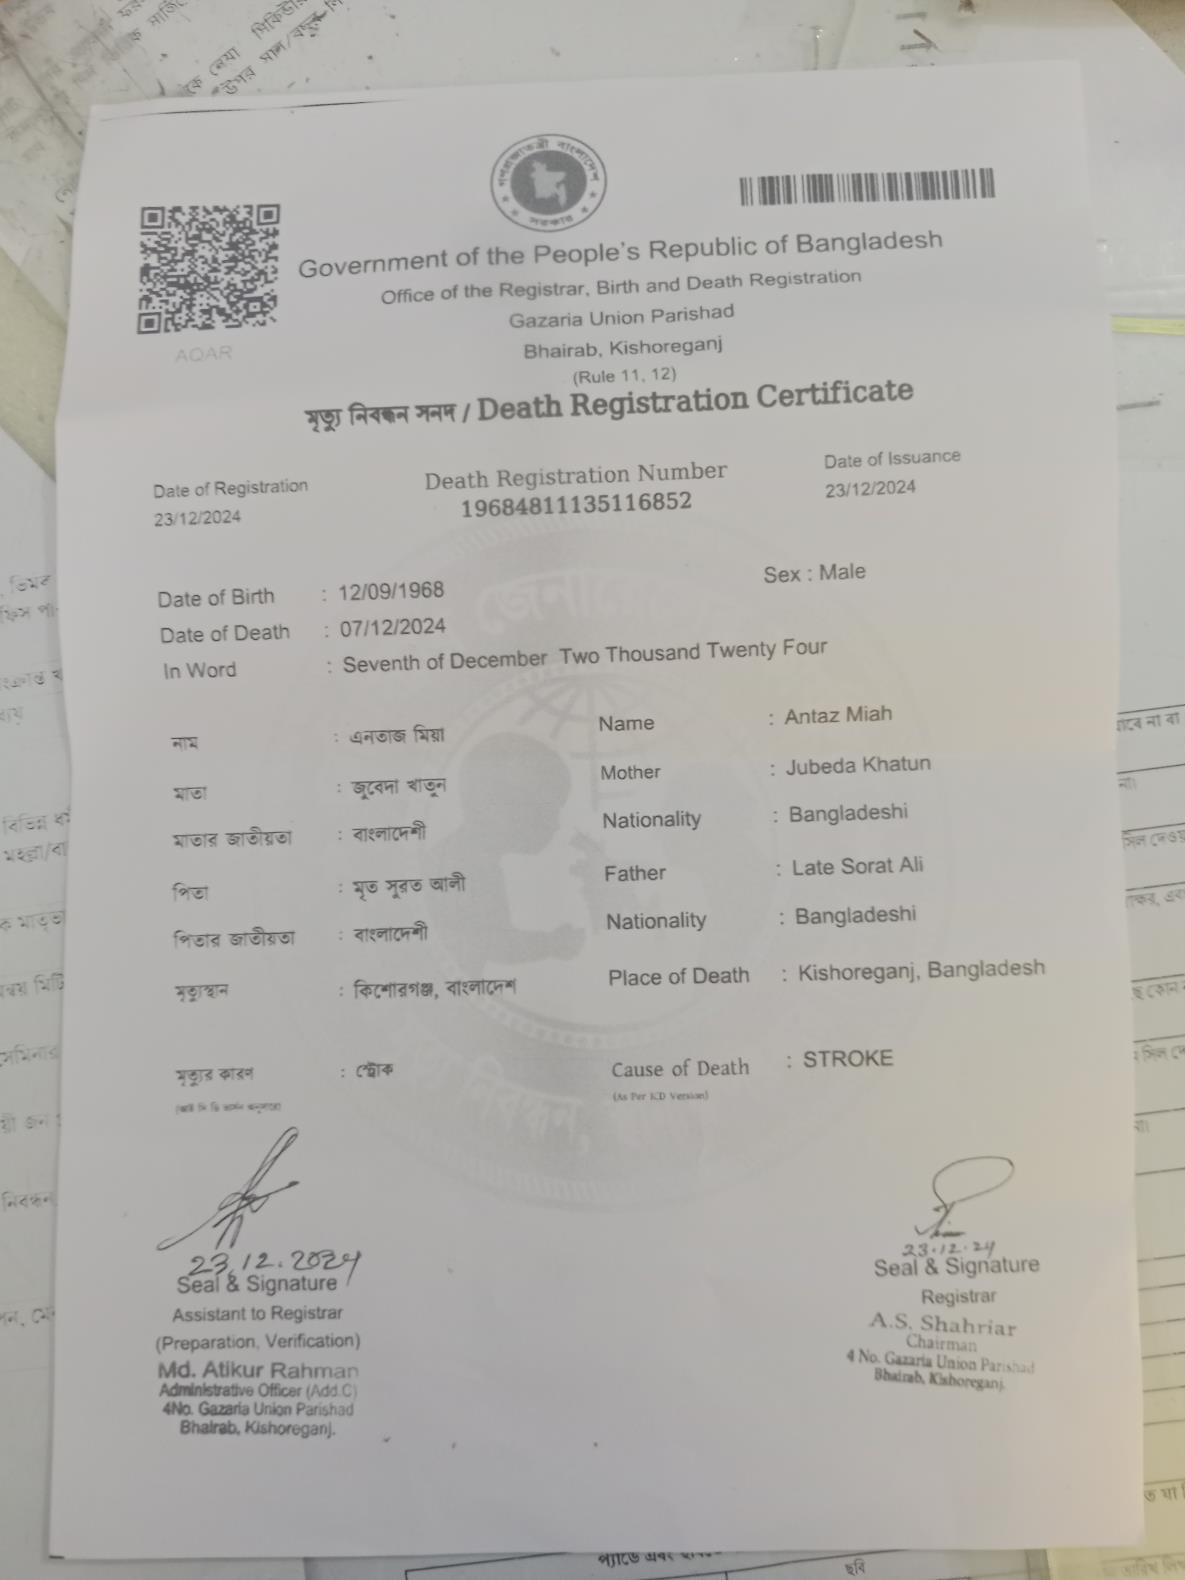 গণপ্রজাতন্ত্রী বাংলাদেশ
সরকার
AQAR
Government of the People's Republic of Bangladesh
Office of the Registrar, Birth and Death Registration
Gazaria Union Parishad
Bhairab, Kishoreganj
(Rule 11, 12)
মৃত্যু নিবন্ধন সনদ / Death Registration Certificate
Date of Registration
23/12/2024
Death Registration Number
19684811135116852
Date of Issuance
23/12/2024
Date of Birth : 12/09/1968
Sex : Male
Date of Death : 07/12/2024
In Word : Seventh of December Two Thousand Twenty Four
নাম : এনতাজ মিয়া Name : Antaz Miah
মাতা : জুবেদা খাতুন Mother : Jubeda Khatun
মাতার জাতীয়তা : বাংলাদেশী Nationality : Bangladeshi
পিতা : মৃত সুরত আলী Father : Late Sorat Ali
পিতার জাতীয়তা : বাংলাদেশী Nationality : Bangladeshi
মৃত্যুস্থান : কিশোরগঞ্জ, বাংলাদেশ Place of Death : Kishoreganj, Bangladesh
মৃত্যুর কারণ : স্ট্রোক Cause of Death : STROKE
(As Per ICD Version)
23.12.2024
Seal & Signature
Assistant to Registrar
(Preparation, Verification)
Md. Atikur Rahman
Administrative Officer (Add.C)
4No. Gazaria Union Parishad
Bhairab, Kishoreganj.
23.12.24
Seal & Signature
Registrar
A.S. Shahriar
Chairman
4 No. Gazaria Union Parishad
Bhairab, Kishoreganj.
ছবি